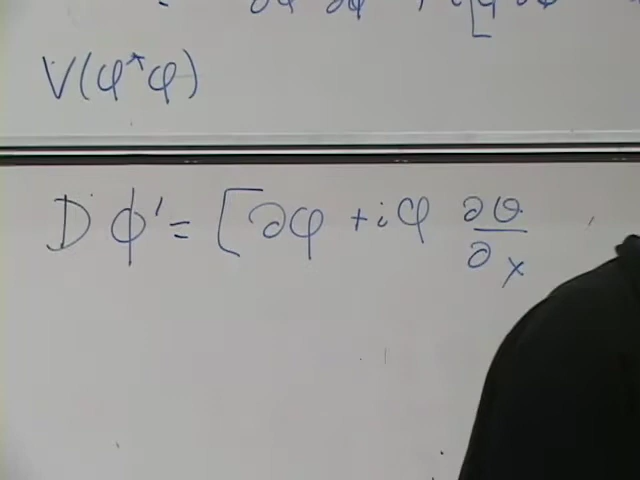 V(φ*φ)
Dφ' = [∂φ + iφ ∂θ/∂x